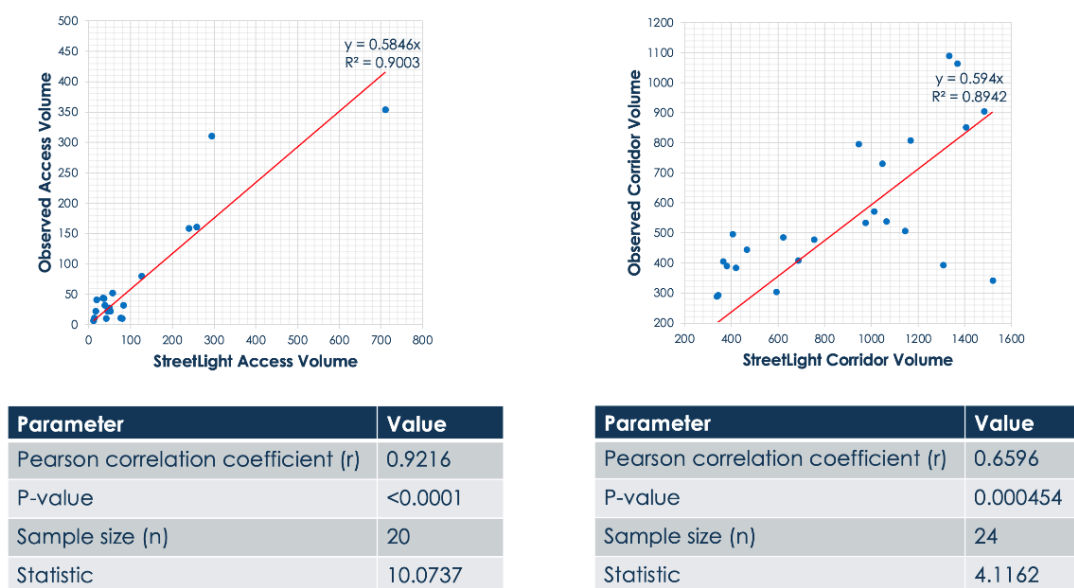 500
450
400
350
300
250
200
150
100
50
0
Observed Access Volume
y = 0.5846x
R² = 0.9003
0 100 200 300 400 500 600 700 800
StreetLight Access Volume
1200
1100
1000
900
800
700
600
500
400
300
200
Observed Corridor Volume
y = 0.594x
R² = 0.8942
200 400 600 800 1000 1200 1400 1600
StreetLight Corridor Volume
Parameter Value
Pearson correlation coefficient (r) 0.9216
P-value <0.0001
Sample size (n) 20
Statistic 10.0737
Parameter Value
Pearson correlation coefficient (r) 0.6596
P-value 0.000454
Sample size (n) 24
Statistic 4.1162